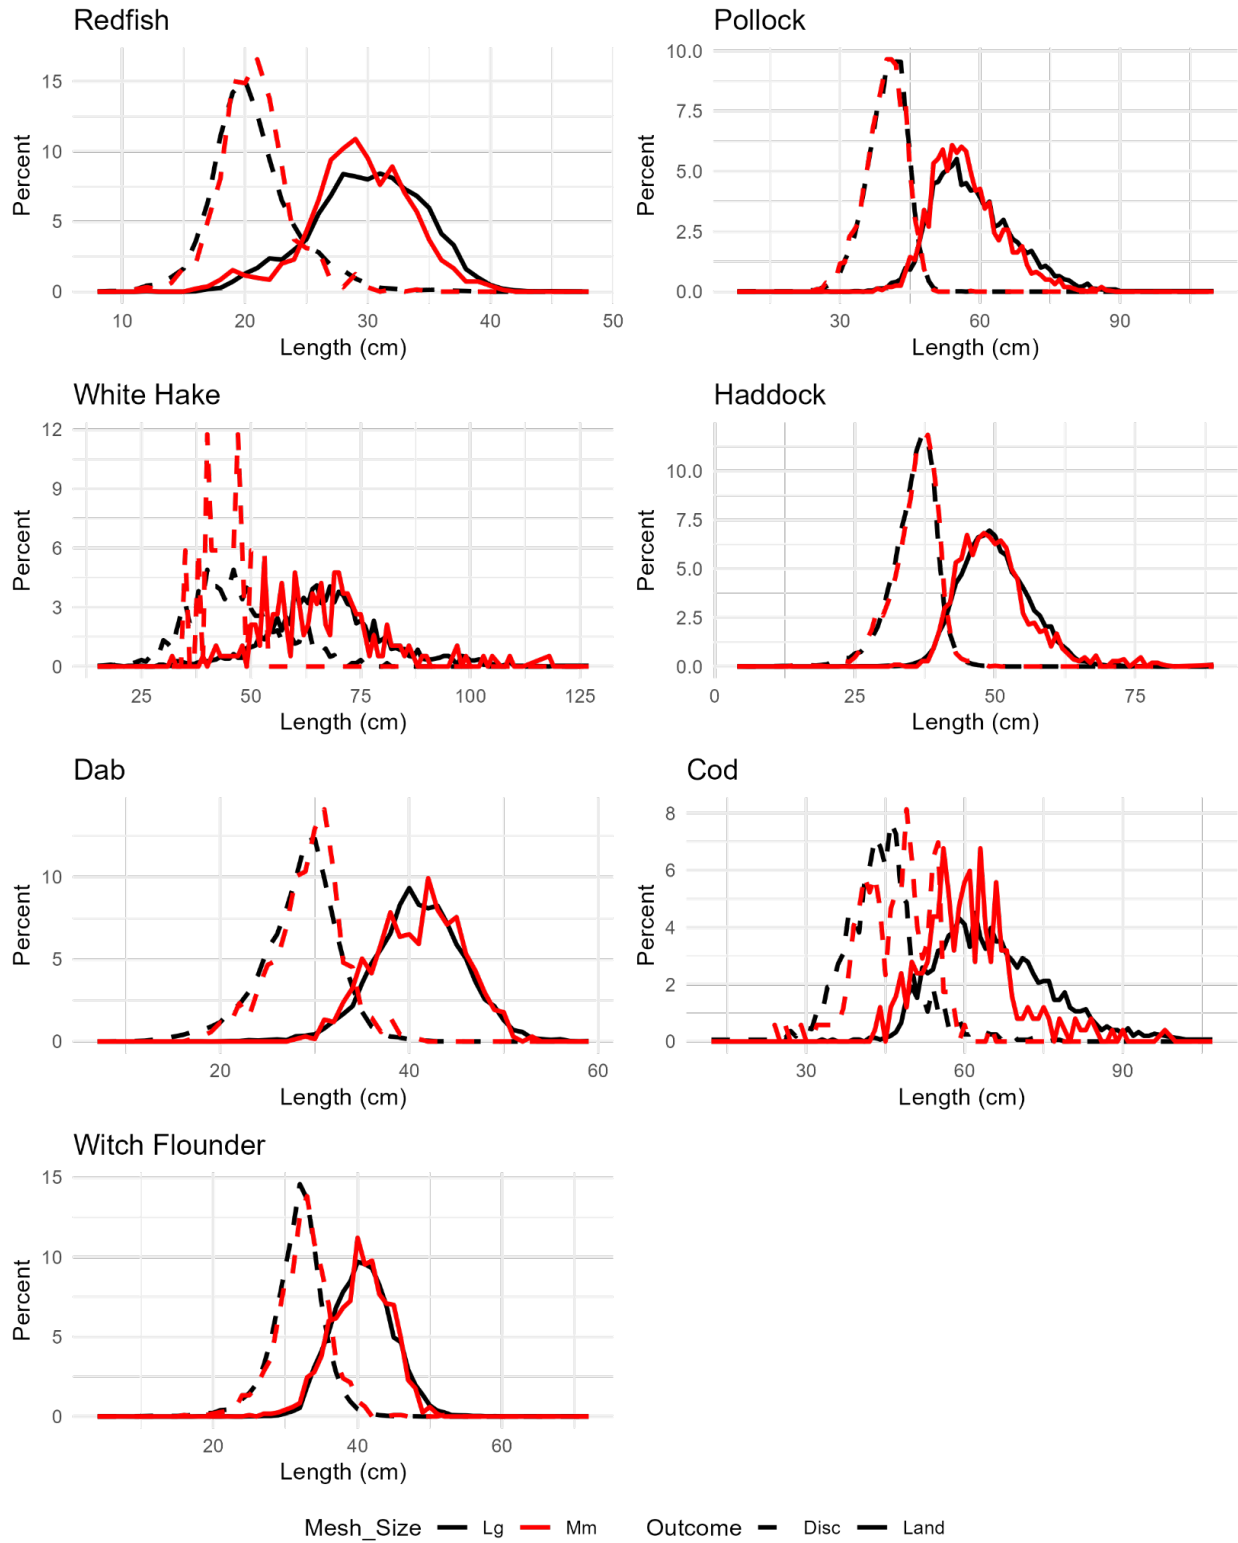 Redfish
Percent
15
10
5
0
10 20 30 40 50
Length (cm)
Pollock
Percent
10.0
7.5
5.0
2.5
0.0
30 60 90
Length (cm)
White Hake
Percent
12
9
6
3
0
25 50 75 100 125
Length (cm)
Haddock
Percent
10.0
7.5
5.0
2.5
0.0
0 25 50 75
Length (cm)
Dab
Percent
10
5
0
20 40 60
Length (cm)
Cod
Percent
8
6
4
2
0
30 60 90
Length (cm)
Witch Flounder
Percent
15
10
5
0
20 40 60
Length (cm)
Mesh_Size Lg Mm Outcome Disc Land